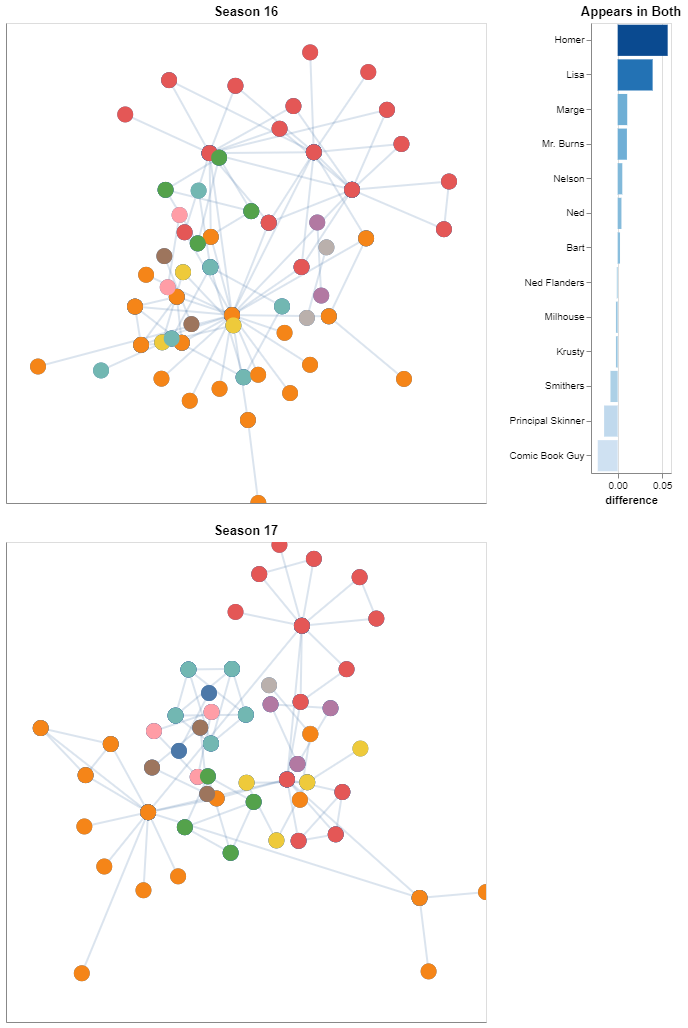 Season 16
Appears in Both
Homer
Lisa
Marge
Mr. Burns
Nelson
Ned
Bart
Ned Flanders
Milhouse
Krusty
Smithers
Principal Skinner
Comic Book Guy
0.00 0.05
difference
Season 17